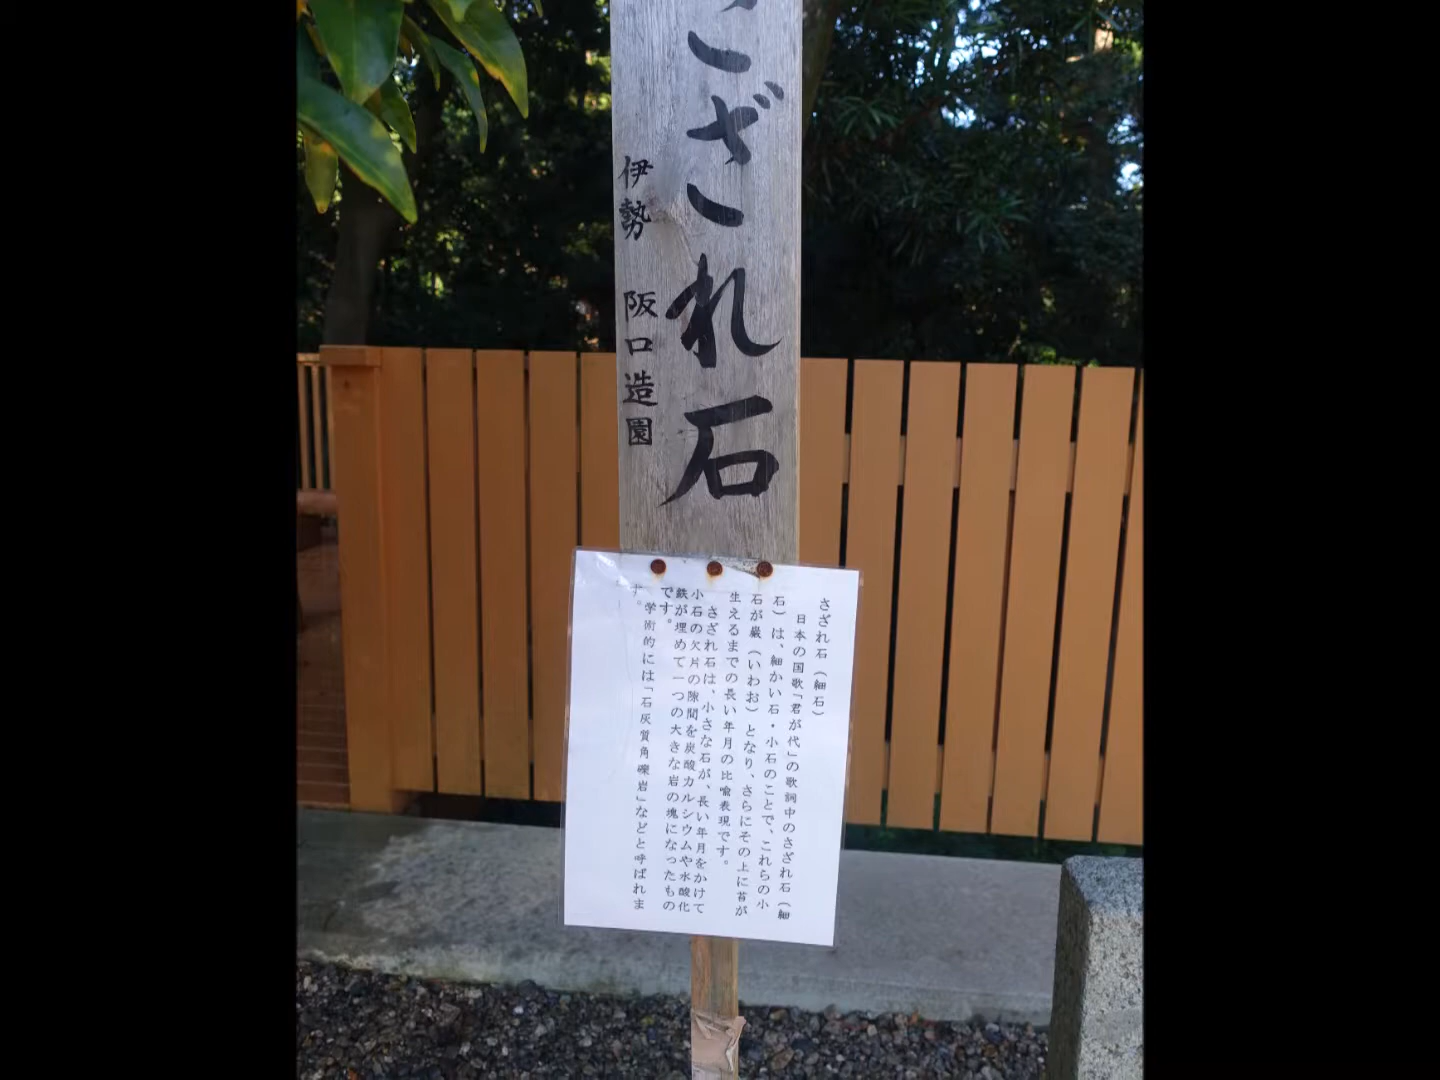 ざれ石
伊勢 阪口造園
さざれ石（細石）
日本の国歌「君が代」の歌詞中のさざれ石（細
石）は、細かい石・小石のことで、これらの小
石が巌（いわお）となり、さらにその上に苔が
生えるまでの長い年月の比喩表現です。
さざれ石は、小さな石が、長い年月をかけて
小石の欠片の隙間を炭酸カルシウムや水酸化
鉄が埋めて一つの大きな岩の塊になったもの
です。
学術的には「石灰質角礫岩」などと呼ばれま
す。